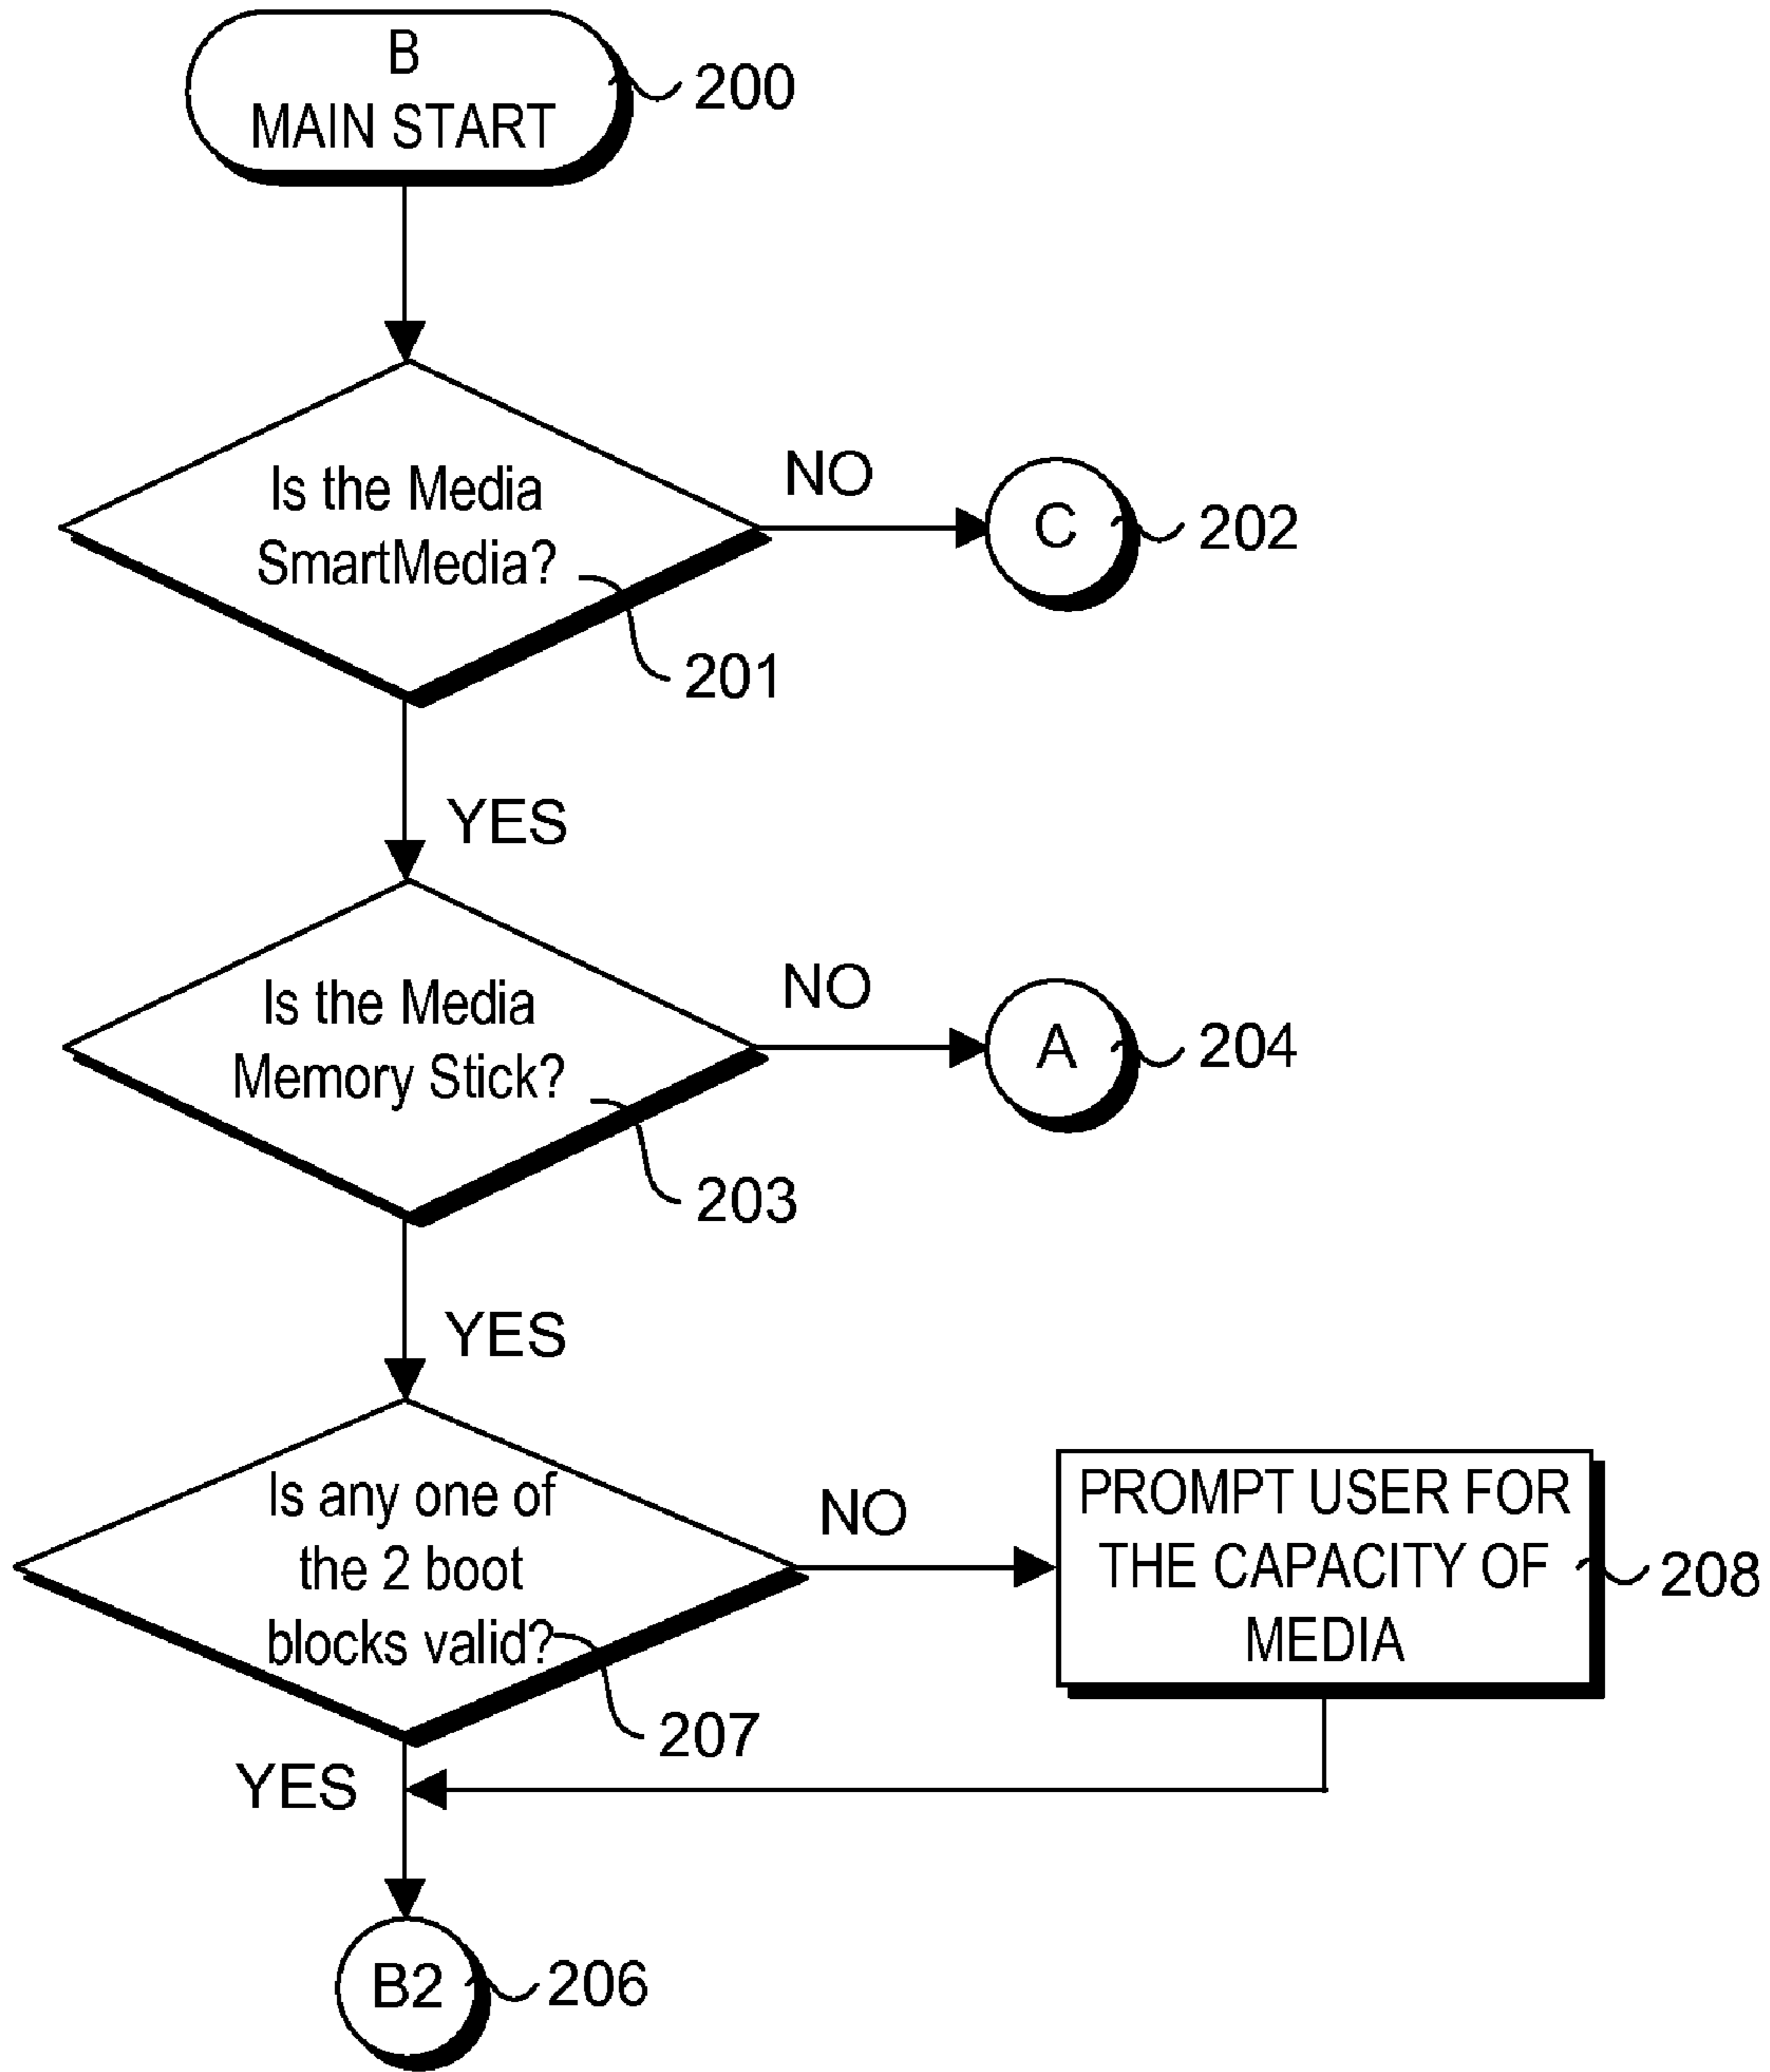 B
MAIN START
200
Is the Media
SmartMedia?
201
NO
C
202
YES
Is the Media
Memory Stick?
203
NO
A
204
YES
Is any one of
the 2 boot
blocks valid?
207
NO
PROMPT USER FOR
THE CAPACITY OF
MEDIA
208
YES
B2
206